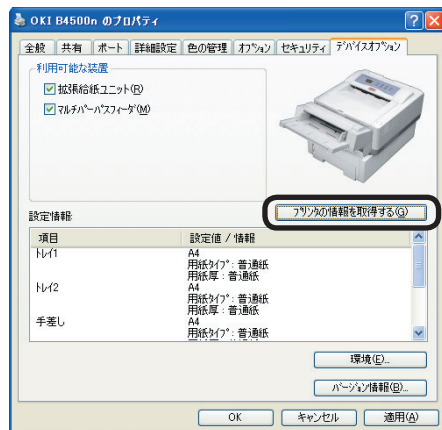 OKI B4500n のプロパティ
全般 共有 ポート 詳細設定 色の管理 オプション セキュリティ デバイスオプション
利用可能な装置
拡張給紙ユニット(R)
マルチパーパスフィーダ(M)
プリンタの情報を取得する(G)
設定情報:
項目 設定値 / 情報
トレイ1 A4
用紙タイプ : 普通紙
用紙厚 : 普通紙
トレイ2 A4
用紙タイプ : 普通紙
用紙厚 : 普通紙
手差し A4
用紙タイプ : 普通紙
環境(E)...
バージョン情報(B)...
OK キャンセル 適用(A)